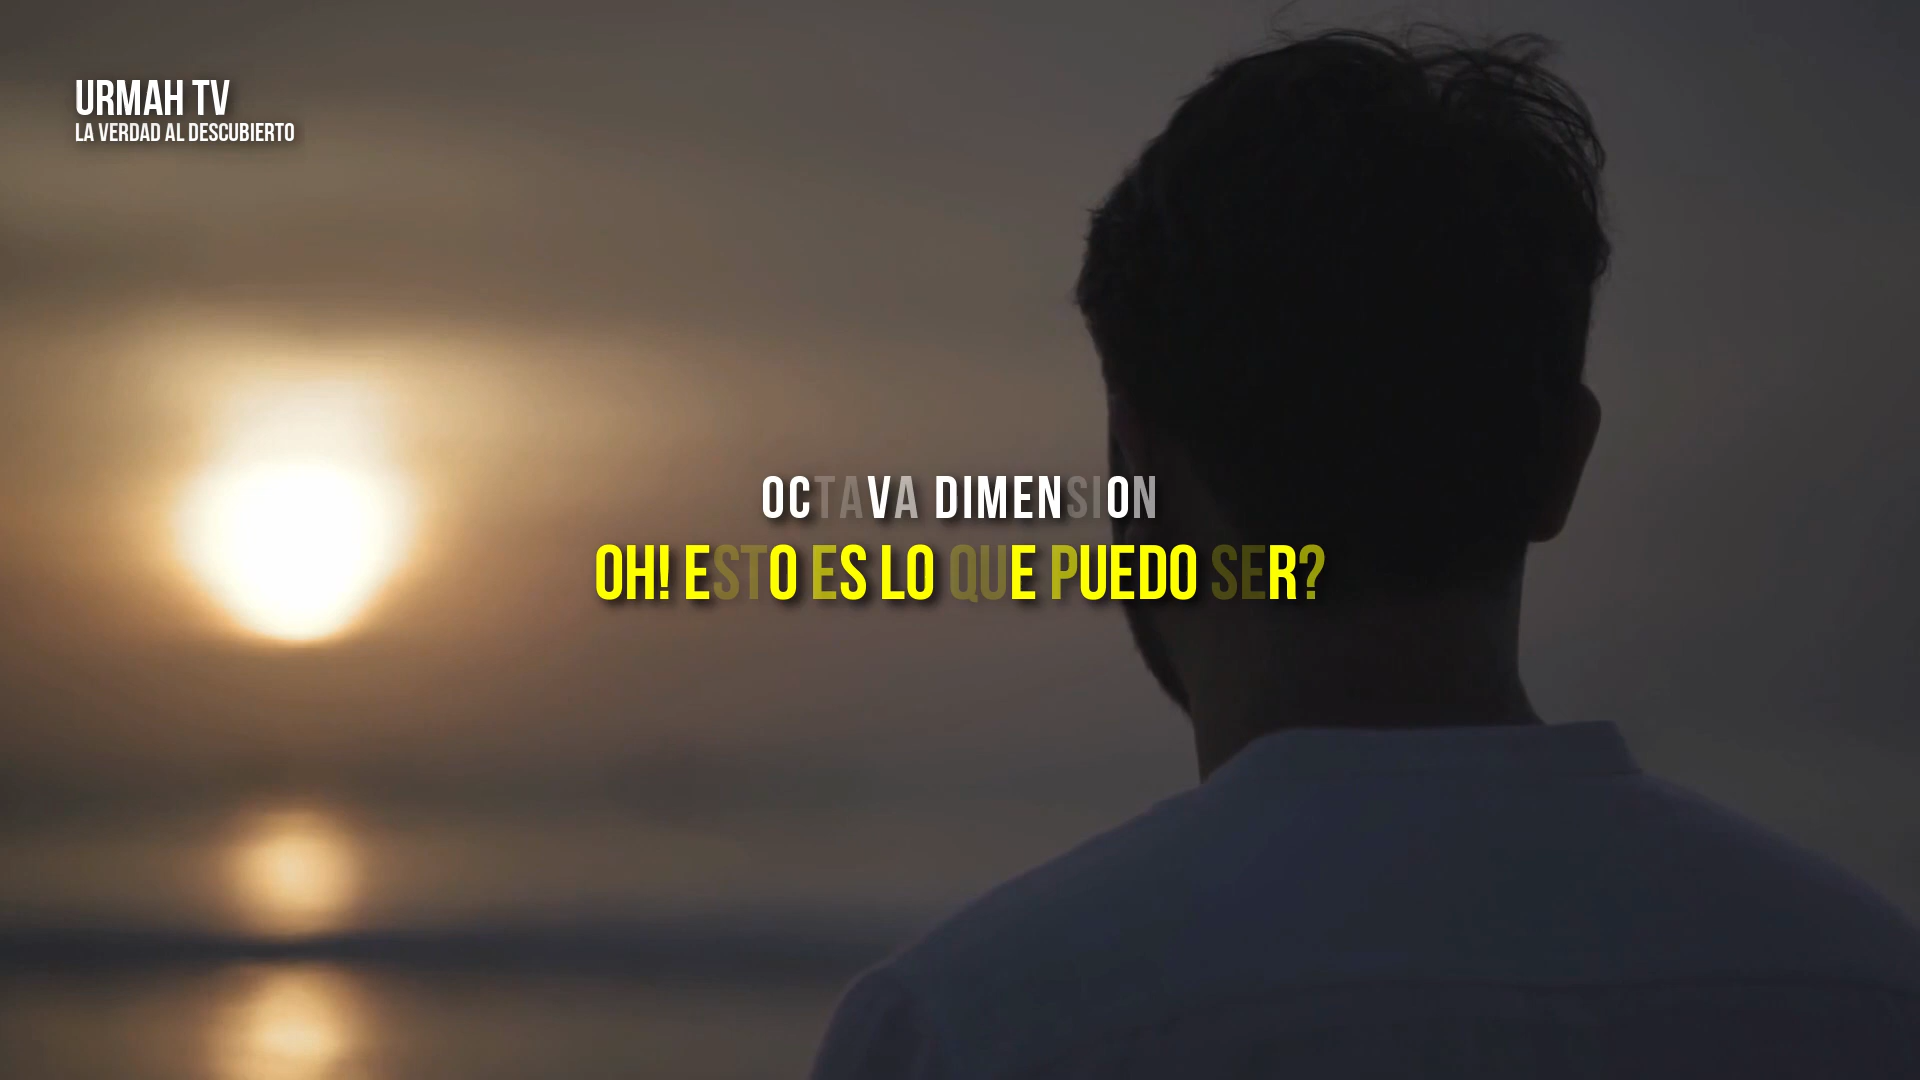 URMAH TV
LA VERDAD AL DESCUBIERTO
OCTAVA DIMENSION
OH! ESTO ES LO QUE PUEDO SER?